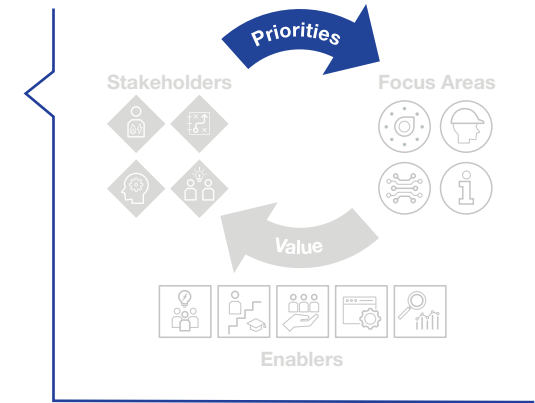 Priorities
Stakeholders
Focus Areas
Value
Enablers